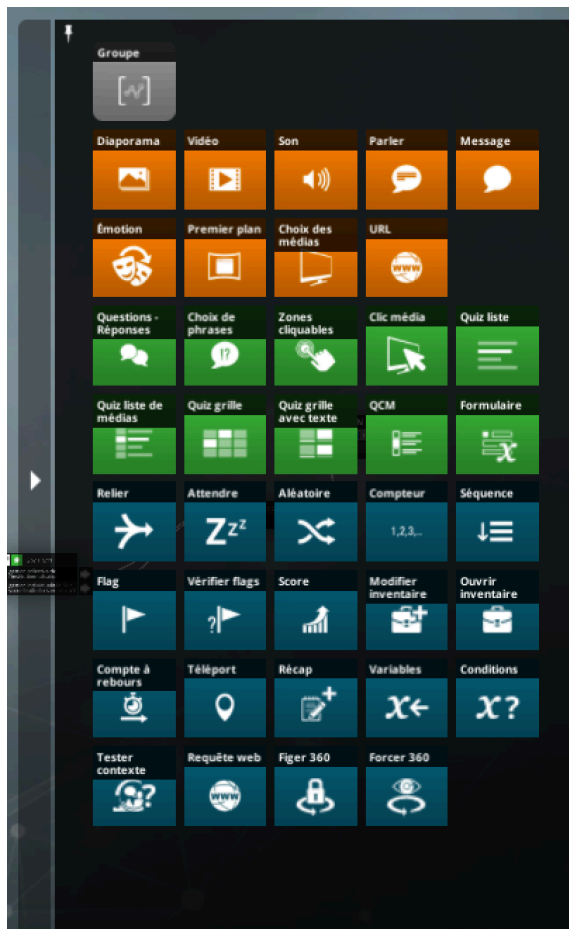 Groupe
Diaporama
Vidéo
Son
Parler
Message
Émotion
Premier plan
Choix des
médias
URL
www
Questions -
Réponses
Choix de
phrases
!?
Zones
cliquables
Clic média
Quiz liste
Quiz liste de
médias
Quiz grille
Quiz grille
avec texte
QCM
Formulaire
x
Relier
Attendre
Zzz
Aléatoire
Compteur
1,2,3,..
Séquence
Flag
Vérifier flags
?
Score
Modifier
inventaire
Ouvrir
inventaire
Compte à
rebours
Téléport
Récap
Variables
x
Conditions
x?
Tester
contexte
?
Requête web
www
Figer 360
Forcer 360